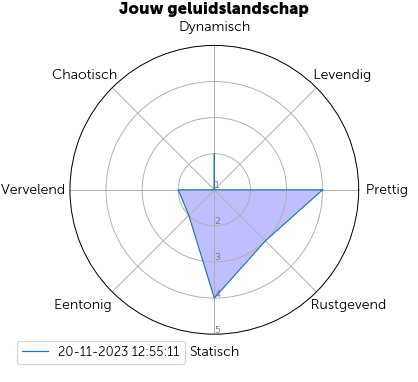 Jouw geluidslandschap
Dynamisch
Chaotisch
Levendig
Vervelend
1
Prettig
2
3
4
Eentonig
Rustgevend
5
20-11-2023 12:55:11
Statisch